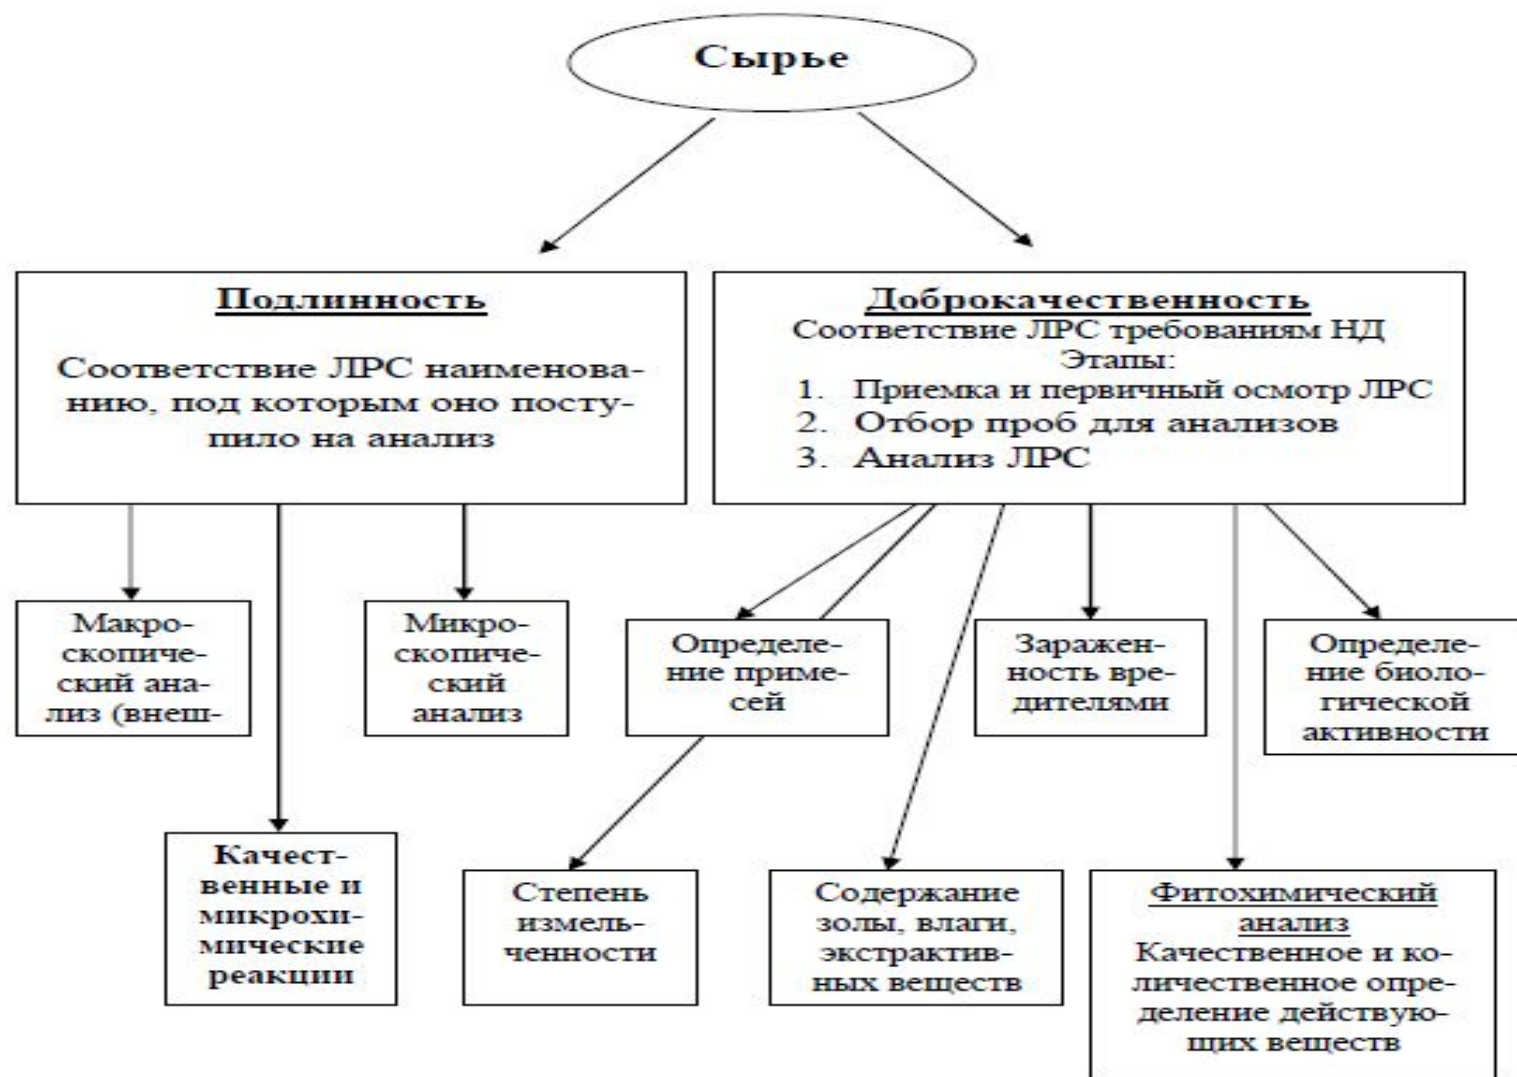 Сырье
Подлинность
Соответствие ЛРС наименова-
нию, под которым оно посту-
пило на анализ
Доброкачественность
Соответствие ЛРС требованиям НД
Этапы:
1. Приемка и первичный осмотр ЛРС
2. Отбор проб для анализов
3. Анализ ЛРС
Макро-
скопиче-
ский ана-
лиз (внеш-
Микро-
скопиче-
ский
анализ
Определе-
ние приме-
сей
Заражен-
ность вре-
дителями
Определе-
ние биоло-
гической
активности
Качест-
венные и
микрохи-
мические
реакции
Степень
измель-
ченности
Содержание
золы, влаги,
экстрактив-
ных веществ
Фитохимический
анализ
Качественное и ко-
личественное опре-
деление действую-
щих веществ